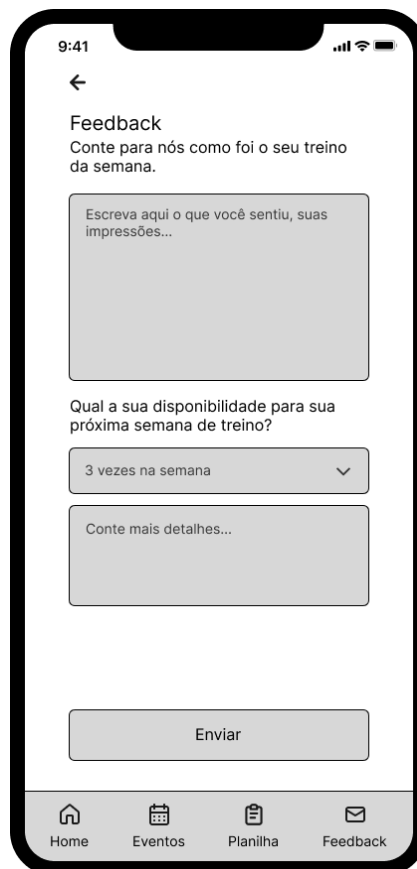 9:41
Feedback
Conte para nós como foi o seu treino
da semana.
Escreva aqui o que você sentiu, suas
impressões...
Qual a sua disponibilidade para sua
próxima semana de treino?
3 vezes na semana
Conte mais detalhes...
Enviar
Home Eventos Planilha Feedback